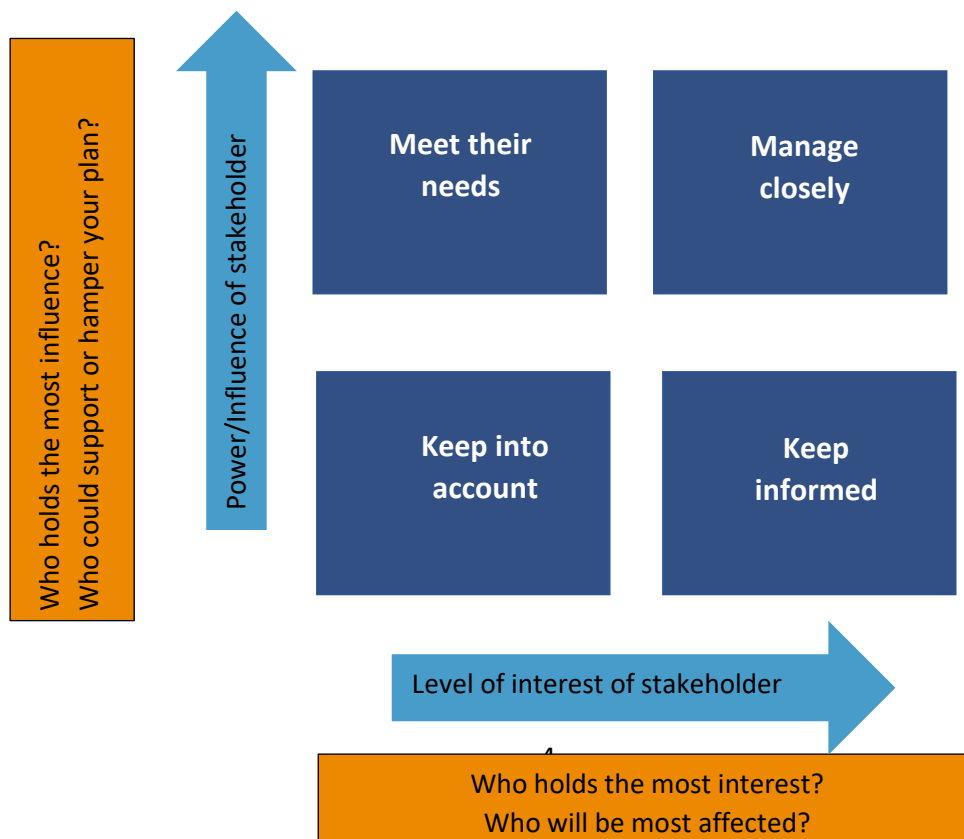 Who holds the most influence?
Who could support or hamper your plan?
Power/Influence of stakeholder
Meet their
needs
Manage
closely
Keep into
account
Keep
informed
Level of interest of stakeholder
Who holds the most interest?
Who will be most affected?